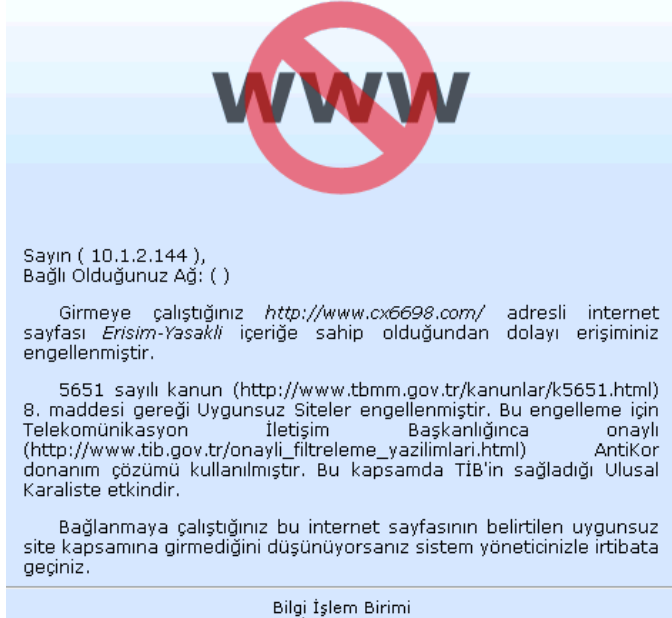 www
Sayın ( 10.1.2.144 ),
Bağlı Olduğunuz Ağ: ( )
Girmeye çalıştığınız http://www.cx6698.com/ adresli internet
sayfası Erisim-Yasakli içeriğe sahip olduğundan dolayı erişiminiz
engellenmiştir.
5651 sayılı kanun (http://www.tbmm.gov.tr/kanunlar/k5651.html)
8. maddesi gereği Uygunsuz Siteler engellenmiştir. Bu engelleme için
Telekomünikasyon İletişim Başkanlığınca onaylı
(http://www.tib.gov.tr/onayli_filtreleme_yazilimlari.html) AntiKor
donanım çözümü kullanılmıştır. Bu kapsamda TİB'in sağladığı Ulusal
Karaliste etkindir.
Bağlanmaya çalıştığınız bu internet sayfasının belirtilen uygunsuz
site kapsamına girmediğini düşünüyorsanız sistem yöneticinizle irtibata
geçiniz.
Bilgi İşlem Birimi